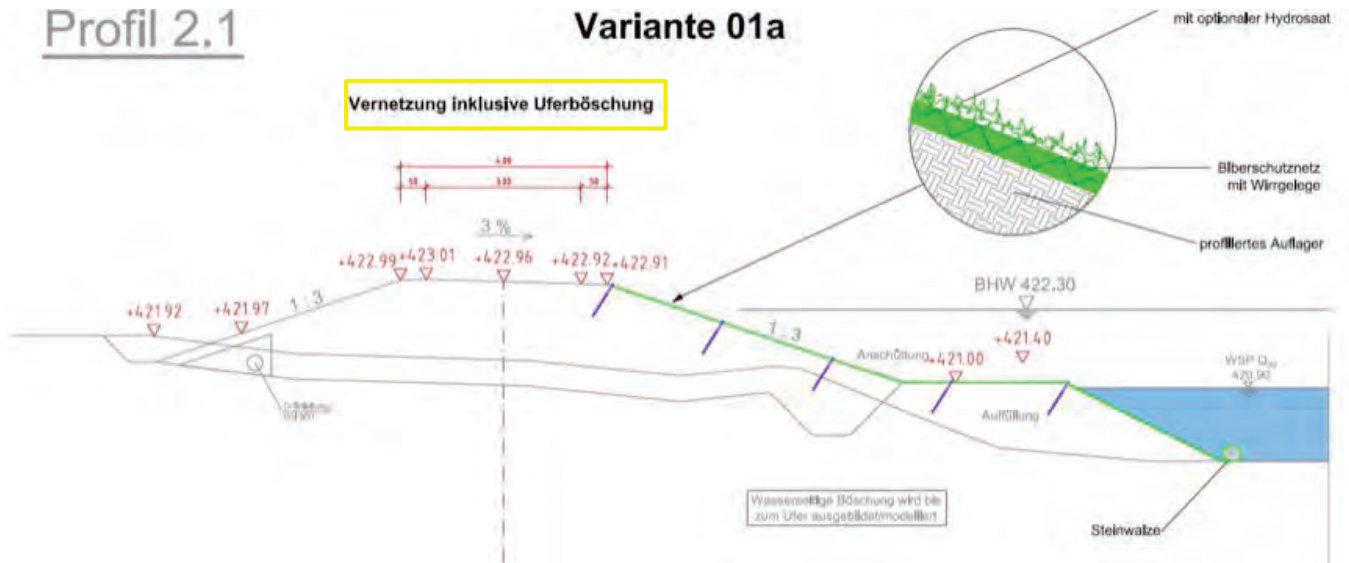 Profil 2.1
Variante 01a
mit optionaler Hydrosaat
Vernetzung inklusive Uferböschung
4.00
50
3.00
50
Biberschutznetz
mit Wirrgelege
3 %
profiliertes Auflager
+422.99
+423.01
+422.96
+422.92
+422.91
BHW 422.30
+421.92
+421.97
1 : 3
1 : 3
+421.40
Anschüttung
+421.00
WSP Q
420,90
Auffüllung
Wasserseitige Böschung wird bis
zum Ufer ausgebildet/modelliert
Steinwalze